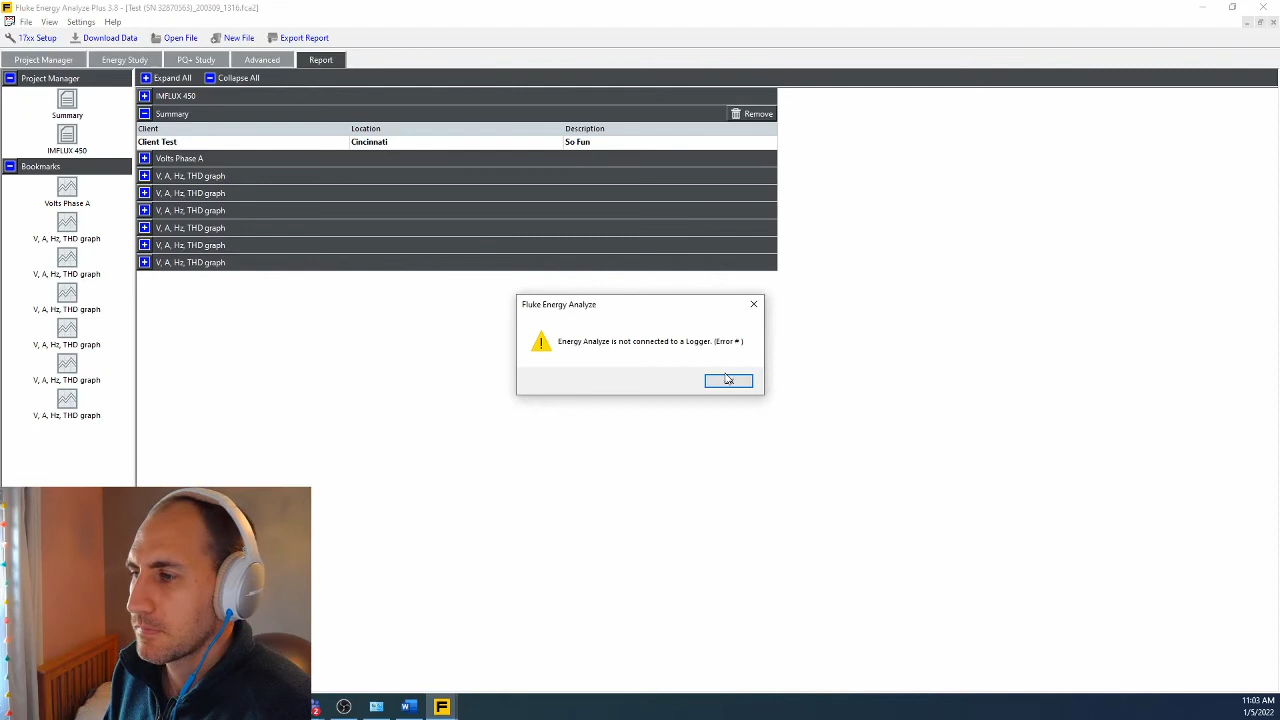 Fluke Energy Analyze Plus 3.8 - [Test (SN 32870563)_200309_1316.fca2]
File View Settings Help
17xx Setup Download Data Open File New File Export Report
Project Manager Energy Study PQ+ Study Advanced Report
Project Manager
Expand All Collapse All
Summary
IMFLUX 450
Bookmarks
Volts Phase A
V, A, Hz, THD graph
V, A, Hz, THD graph
V, A, Hz, THD graph
V, A, Hz, THD graph
V, A, Hz, THD graph
V, A, Hz, THD graph
IMFLUX 450
Summary Remove
Client Location Description
Client Test Cincinnati So Fun
Volts Phase A
V, A, Hz, THD graph
V, A, Hz, THD graph
V, A, Hz, THD graph
V, A, Hz, THD graph
V, A, Hz, THD graph
V, A, Hz, THD graph
Fluke Energy Analyze
Energy Analyze is not connected to a Logger. (Error # )
2
11:03 AM
1/5/2022